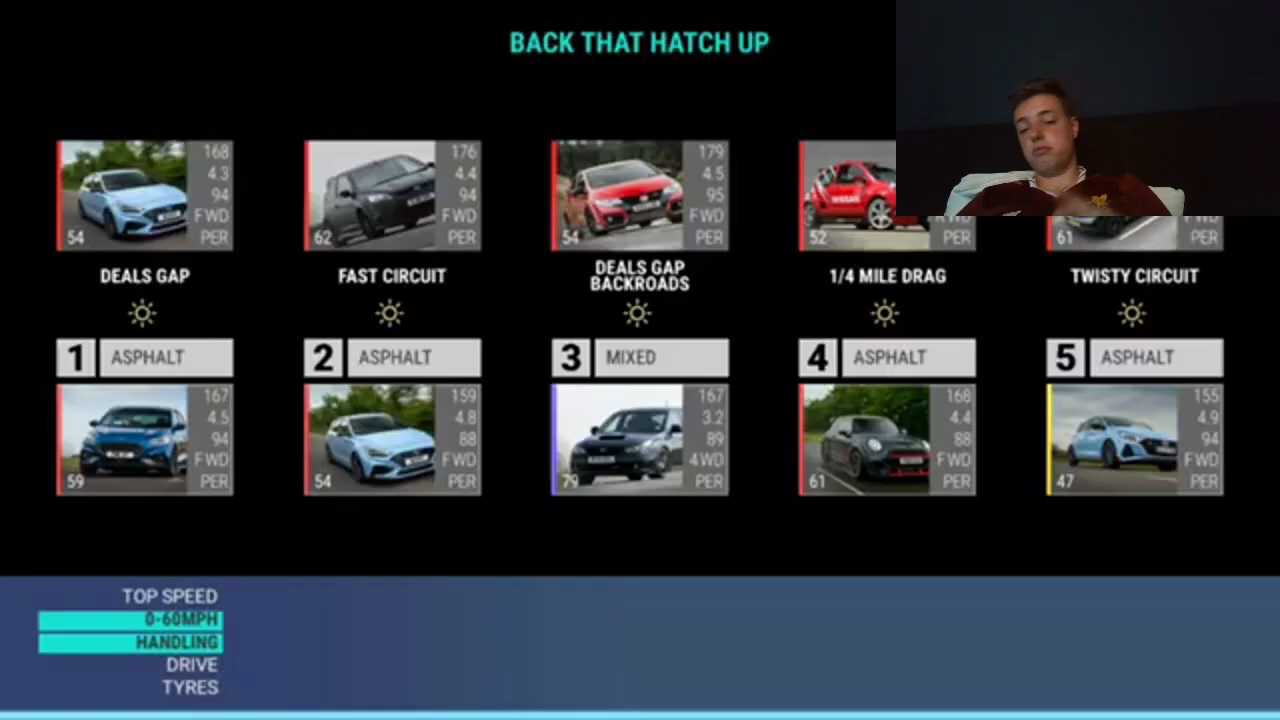 BACK THAT HATCH UP
168
4.3
94
FWD
PER
54
176
4.4
94
FWD
PER
62
179
4.5
95
FWD
PER
54
PER
52
FWD
PER
61
DEALS GAP
FAST CIRCUIT
DEALS GAP
BACKROADS
1/4 MILE DRAG
TWISTY CIRCUIT
1 ASPHALT
2 ASPHALT
3 MIXED
4 ASPHALT
5 ASPHALT
167
4.5
94
FWD
PER
59
159
4.8
88
FWD
PER
54
167
3.2
89
4WD
PER
79
168
4.4
88
FWD
PER
61
155
4.9
94
FWD
PER
47
TOP SPEED
0-60MPH
HANDLING
DRIVE
TYRES